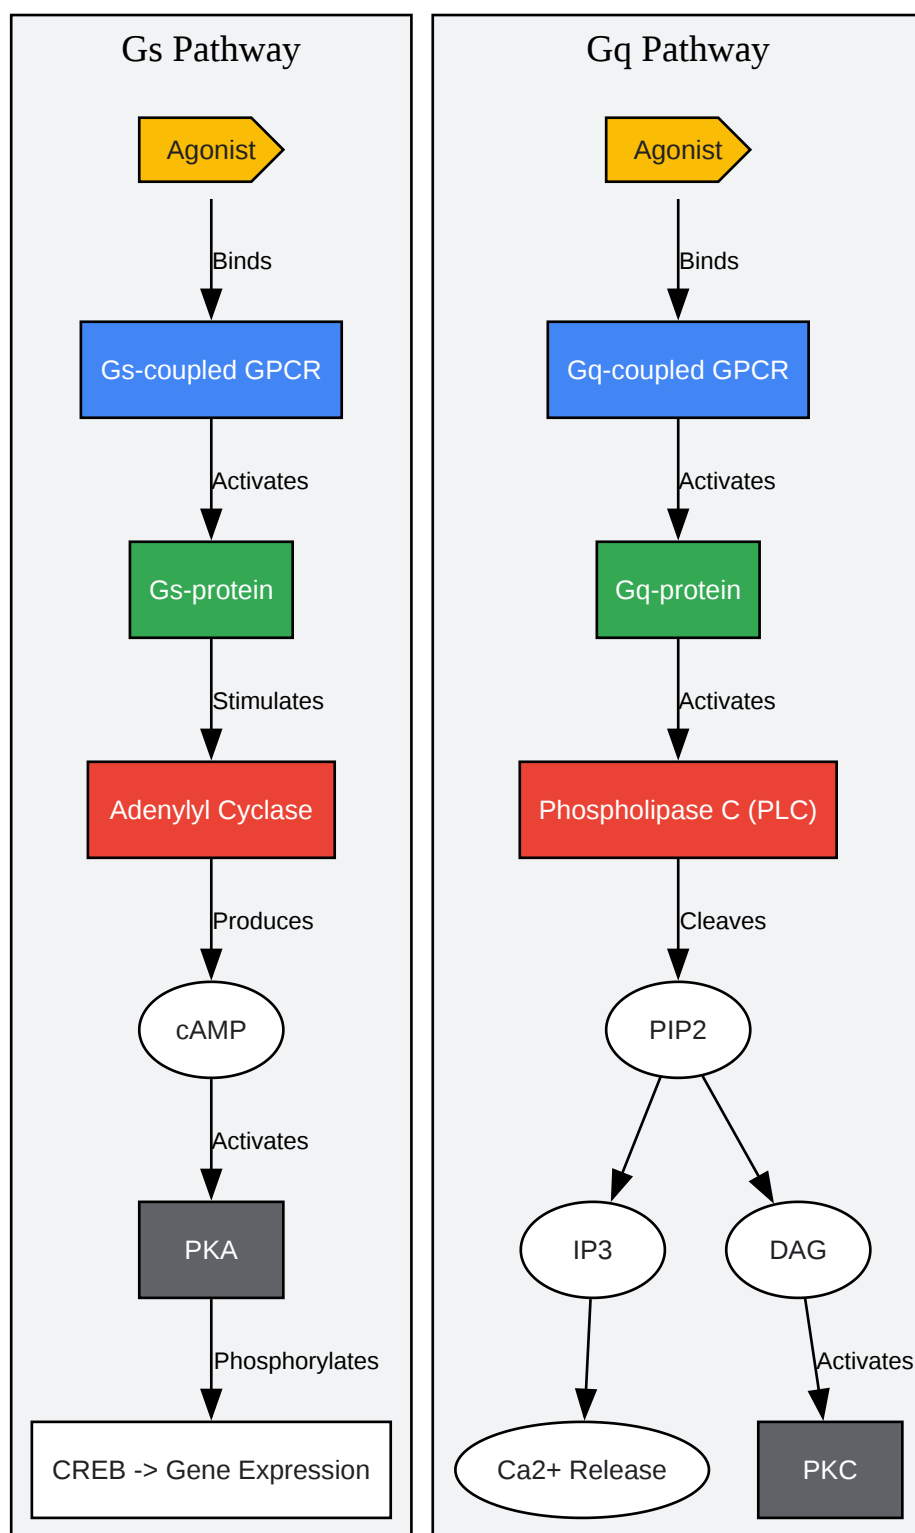 Gs Pathway
Agonist
Binds
Gs-coupled GPCR
Activates
Gs-protein
Stimulates
Adenylyl Cyclase
Produces
cAMP
Activates
PKA
Phosphorylates
CREB -> Gene Expression
Gq Pathway
Agonist
Binds
Gq-coupled GPCR
Activates
Gq-protein
Activates
Phospholipase C (PLC)
Cleaves
PIP2
IP3
DAG
Activates
Ca2+ Release
PKC